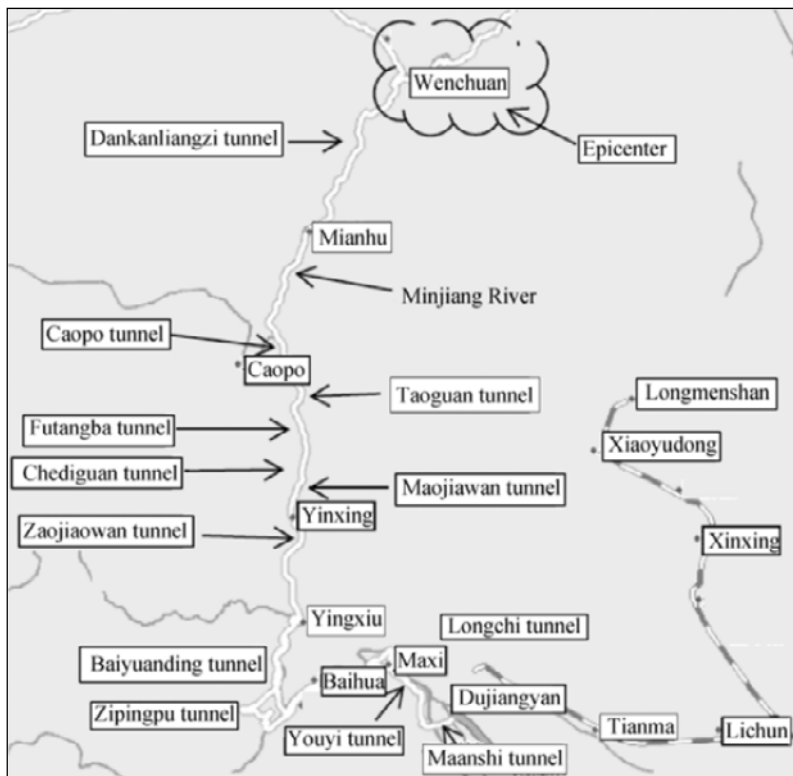 Wenchuan
Dankanliangzi tunnel
Epicenter
Mianhu
Minjiang River
Caopo tunnel
Caopo
Taoguan tunnel
Longmenshan
Futangba tunnel
Xiaoyudong
Chediguan tunnel
Maojiawan tunnel
Yinxing
Zaojiaowan tunnel
Xinxing
Yingxiu
Longchi tunnel
Baiyuanding tunnel
Maxi
Baihua
Dujiangyan
Zipingpu tunnel
Youyi tunnel
Tianma
Lichun
Maanshi tunnel